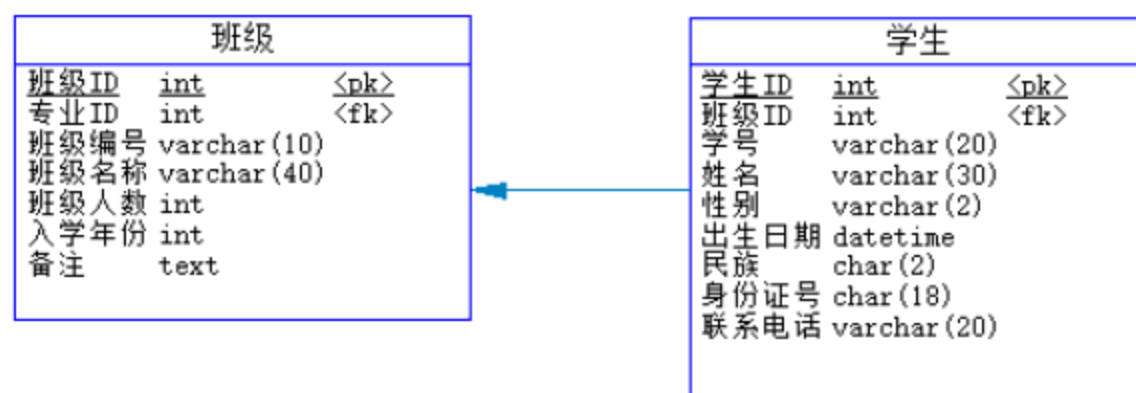 班级
班级ID int <pk>
专业ID int <fk>
班级编号 varchar(10)
班级名称 varchar(40)
班级人数 int
入学年份 int
备注 text
学生
学生ID int <pk>
班级ID int <fk>
学号 varchar(20)
姓名 varchar(30)
性别 varchar(2)
出生日期 datetime
民族 char(2)
身份证号 char(18)
联系电话 varchar(20)